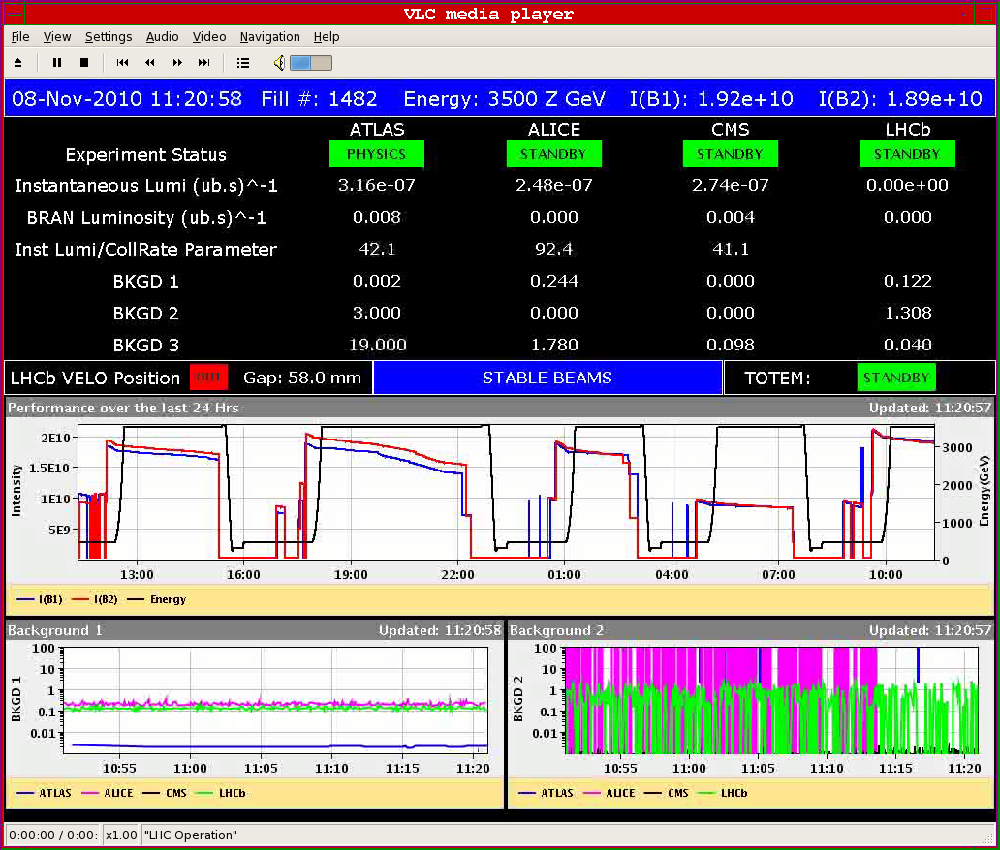 VLC media player
File View Settings Audio Video Navigation Help
08-Nov-2010 11:20:58 Fill #: 1482 Energy: 3500 Z GeV I(B1): 1.92e+10 I(B2): 1.89e+10
ATLAS ALICE CMS LHCb
Experiment Status PHYSICS STANDBY STANDBY STANDBY
Instantaneous Lumi (ub.s)^-1 3.16e-07 2.48e-07 2.74e-07 0.00e+00
BRAN Luminosity (ub.s)^-1 0.008 0.000 0.004 0.000
Inst Lumi/CollRate Parameter 42.1 92.4 41.1
BKGD 1 0.002 0.244 0.000 0.122
BKGD 2 3.000 0.000 0.000 1.308
BKGD 3 19.000 1.780 0.098 0.040
LHCb VELO Position OUT Gap: 58.0 mm STABLE BEAMS TOTEM: STANDBY
Performance over the last 24 Hrs Updated: 11:20:57
Intensity
2E10
1.5E10
1E10
5E9
3000
2000
1000
0
Energy(GeV)
13:00 16:00 19:00 22:00 01:00 04:00 07:00 10:00
I(B1) I(B2) Energy
Background 1 Updated: 11:20:58
BKGD 1
100
10
1
0.1
0.01
10:55 11:00 11:05 11:10 11:15 11:20
ATLAS ALICE CMS LHCb
Background 2 Updated: 11:20:57
BKGD 2
100
10
1
0.1
0.01
10:55 11:00 11:05 11:10 11:15 11:20
ATLAS ALICE CMS LHCb
0:00:00 / 0:00: x1.00 "LHC Operation"